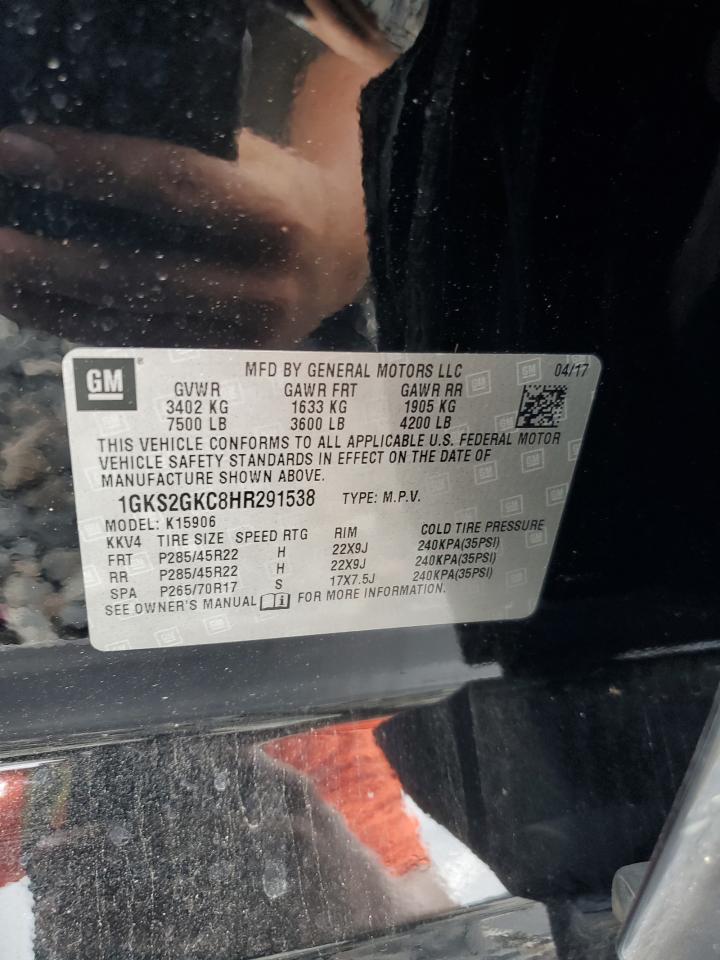 GM
MFD BY GENERAL MOTORS LLC 04/17
GVWR GAWR FRT GAWR RR
3402 KG 1633 KG 1905 KG
7500 LB 3600 LB 4200 LB
THIS VEHICLE CONFORMS TO ALL APPLICABLE U.S. FEDERAL MOTOR
VEHICLE SAFETY STANDARDS IN EFFECT ON THE DATE OF
MANUFACTURE SHOWN ABOVE.
1GKS2GKC8HR291538 TYPE: M.P.V.
MODEL: K15906
KKV4 TIRE SIZE SPEED RTG RIM COLD TIRE PRESSURE
FRT P285/45R22 H 22X9J 240KPA(35PSI)
RR P285/45R22 H 22X9J 240KPA(35PSI)
SPA P265/70R17 S 17X7.5J 240KPA(35PSI)
SEE OWNER'S MANUAL FOR MORE INFORMATION.